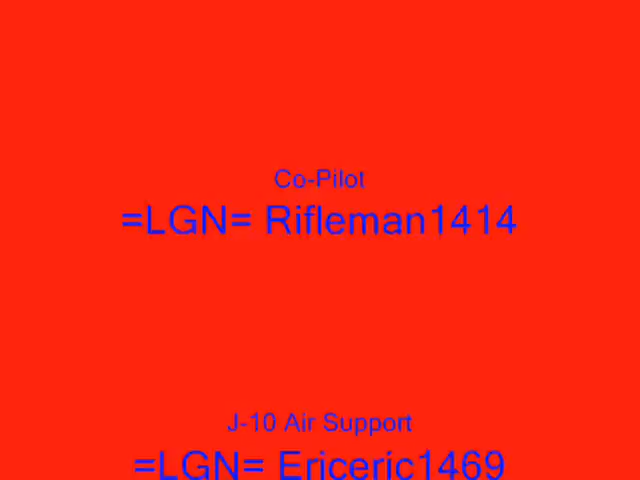 Co-Pilot
=LGN= Rifleman1414
J-10 Air Support
=LGN= Ericeric1469